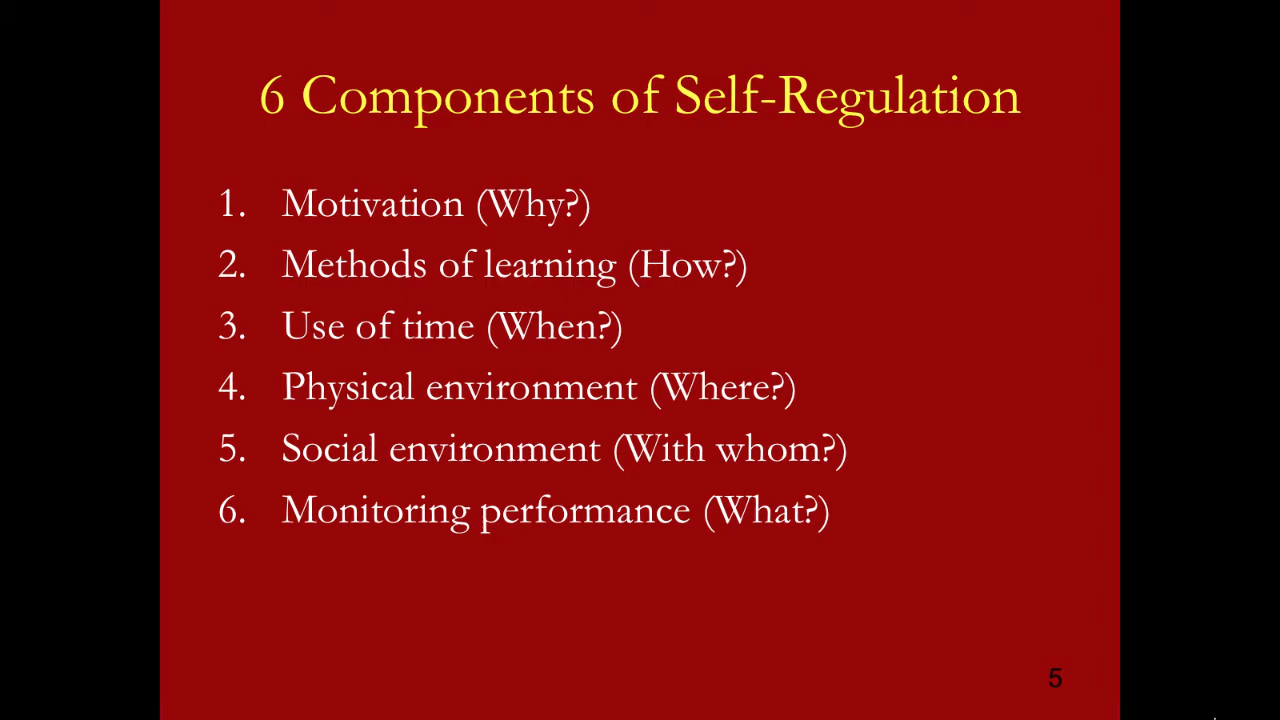 6 Components of Self-Regulation
1. Motivation (Why?)
2. Methods of learning (How?)
3. Use of time (When?)
4. Physical environment (Where?)
5. Social environment (With whom?)
6. Monitoring performance (What?)
5